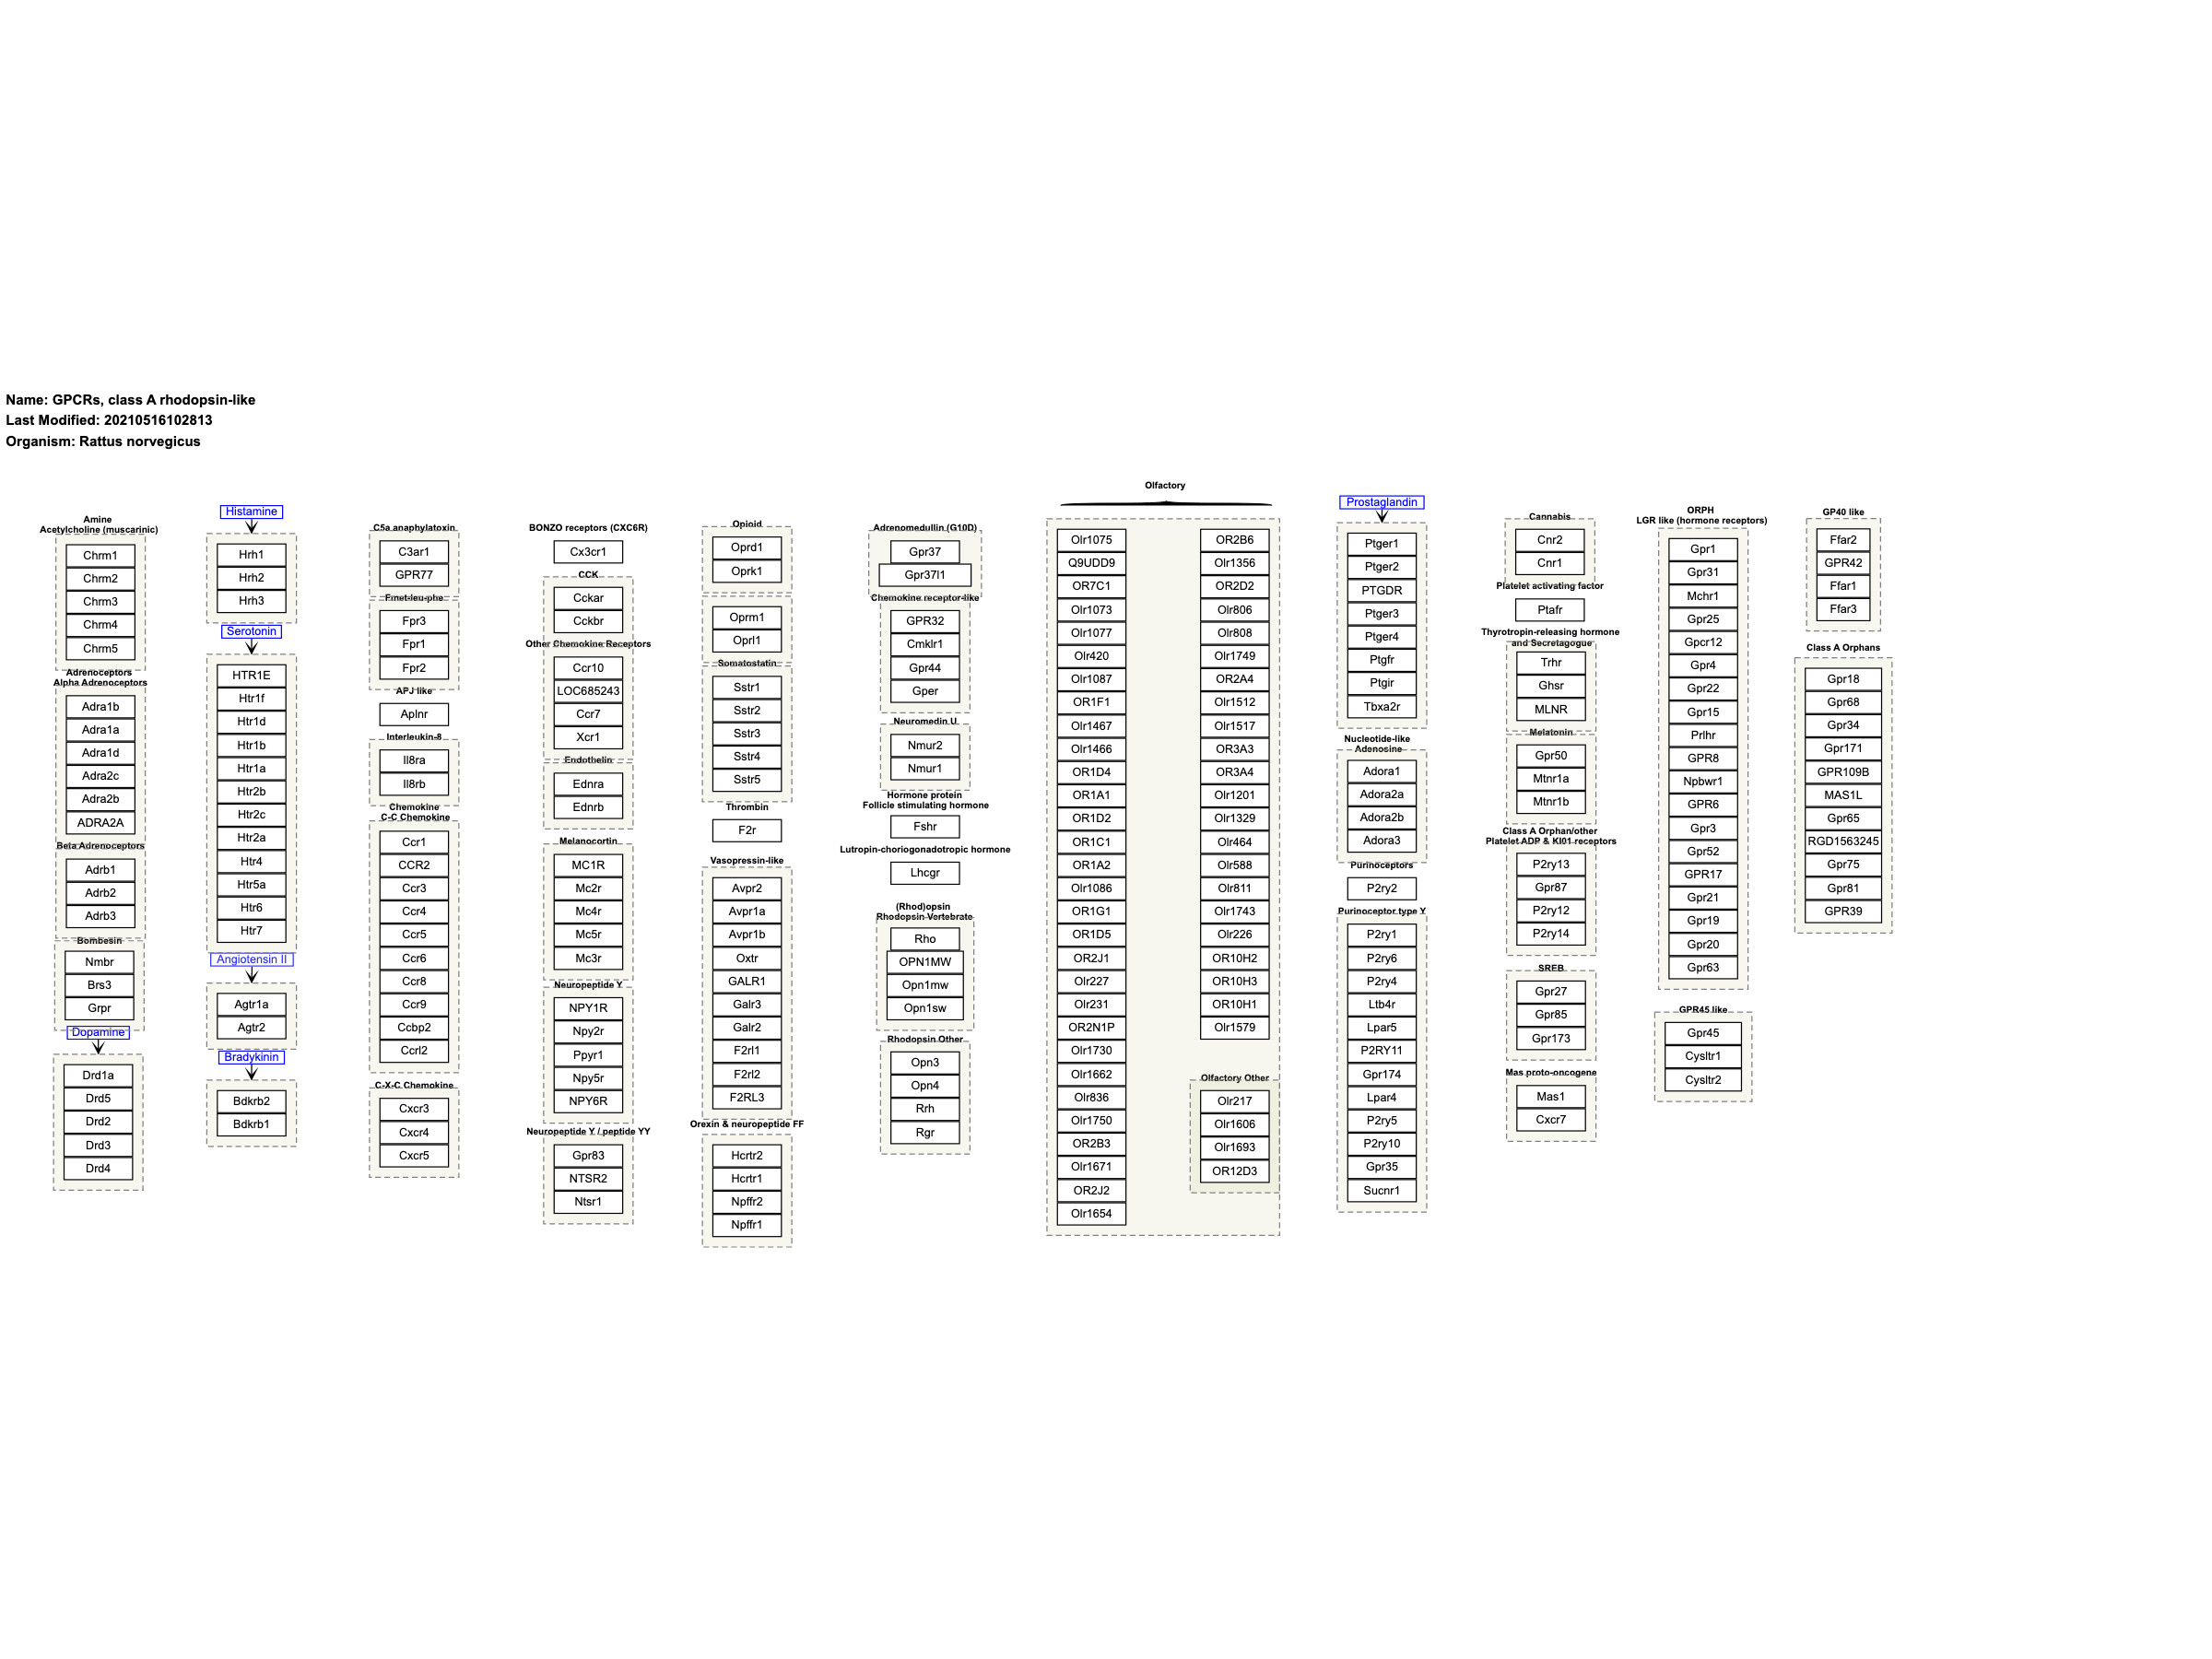 Name: GPCRs, class A rhodopsin-like
Last Modified: 20210516102813
Organism: Rattus norvegicus
Amine
Acetylcholine (muscarinic)
Chrm1
Chrm2
Chrm3
Chrm4
Chrm5
Adrenoceptors
Alpha Adrenoceptors
Adra1b
Adra1a
Adra1d
Adra2c
Adra2b
ADRA2A
Beta Adrenoceptors
Adrb1
Adrb2
Adrb3
Bombesin
Nmbr
Brs3
Grpr
Dopamine
Drd1a
Drd5
Drd2
Drd3
Drd4
Histamine
Hrh1
Hrh2
Hrh3
Serotonin
HTR1E
Htr1f
Htr1d
Htr1b
Htr1a
Htr2b
Htr2c
Htr2a
Htr4
Htr5a
Htr6
Htr7
Angiotensin II
Agtr1a
Agtr2
Bradykinin
Bdkrb2
Bdkrb1
C5a anaphylatoxin
C3ar1
GPR77
Fmet-leu-phe
Fpr3
Fpr1
Fpr2
APJ like
Aplnr
Interleukin-8
Il8ra
Il8rb
Chemokine
C-C Chemokine
Ccr1
CCR2
Ccr3
Ccr4
Ccr5
Ccr6
Ccr8
Ccr9
Ccbp2
Ccrl2
C-X-C Chemokine
Cxcr3
Cxcr4
Cxcr5
BONZO receptors (CXC6R)
Cx3cr1
CCK
Cckar
Cckbr
Other Chemokine Receptors
Ccr10
LOC685243
Ccr7
Xcr1
Endothelin
Ednra
Ednrb
Melanocortin
MC1R
Mc2r
Mc4r
Mc5r
Mc3r
Neuropeptide Y
NPY1R
Npy2r
Ppyr1
Npy5r
NPY6R
Neuropeptide Y / peptide YY
Gpr83
NTSR2
Ntsr1
Opioid
Oprd1
Oprk1
Oprm1
Oprl1
Somatostatin
Sstr1
Sstr2
Sstr3
Sstr4
Sstr5
Thrombin
F2r
Vasopressin-like
Avpr2
Avpr1a
Avpr1b
Oxtr
GALR1
Galr3
Galr2
F2rl1
F2rl2
F2RL3
Orexin & neuropeptide FF
Hcrtr2
Hcrtr1
Npffr2
Npffr1
Adrenomedullin (G10D)
Gpr37
Gpr37l1
Chemokine receptor-like
GPR32
Cmklr1
Gpr44
Gper
Neuromedin U
Nmur2
Nmur1
Hormone protein
Follicle stimulating hormone
Fshr
Lutropin-choriogonadotropic hormone
Lhcgr
(Rhod)opsin
Rhodopsin Vertebrate
Rho
OPN1MW
Opn1mw
Opn1sw
Rhodopsin Other
Opn3
Opn4
Rrh
Rgr
Olfactory
Olr1075
Q9UDD9
OR7C1
Olr1073
Olr1077
Olr420
Olr1087
OR1F1
Olr1467
Olr1466
OR1D4
OR1A1
OR1D2
OR1C1
OR1A2
Olr1086
OR1G1
OR1D5
OR2J1
Olr227
Olr231
OR2N1P
Olr1730
Olr1662
Olr836
Olr1750
OR2B3
Olr1671
OR2J2
Olr1654
OR2B6
Olr1356
OR2D2
Olr806
Olr808
Olr1749
OR2A4
Olr1512
Olr1517
OR3A3
OR3A4
Olr1201
Olr1329
Olr464
Olr588
Olr811
Olr1743
Olr226
OR10H2
OR10H3
OR10H1
Olr1579
Olfactory Other
Olr217
Olr1606
Olr1693
OR12D3
Prostaglandin
Ptger1
Ptger2
PTGDR
Ptger3
Ptger4
Ptgfr
Ptgir
Tbxa2r
Nucleotide-like
Adenosine
Adora1
Adora2a
Adora2b
Adora3
Purinoceptors
P2ry2
Purinoceptor type Y
P2ry1
P2ry6
P2ry4
Ltb4r
Lpar5
P2RY11
Gpr174
Lpar4
P2ry5
P2ry10
Gpr35
Sucnr1
Cannabis
Cnr2
Cnr1
Platelet activating factor
Ptafr
Thyrotropin-releasing hormone
and Secretagogue
Trhr
Ghsr
MLNR
Melatonin
Gpr50
Mtnr1a
Mtnr1b
Class A Orphan/other
Platelet ADP & KI01 receptors
P2ry13
Gpr87
P2ry12
P2ry14
SREB
Gpr27
Gpr85
Gpr173
Mas proto-oncogene
Mas1
Cxcr7
ORPH
LGR like (hormone receptors)
Gpr1
Gpr31
Mchr1
Gpr25
Gpcr12
Gpr4
Gpr22
Gpr15
Prlhr
GPR8
Npbwr1
GPR6
Gpr3
Gpr52
GPR17
Gpr21
Gpr19
Gpr20
Gpr63
GPR45 like
Gpr45
Cysltr1
Cysltr2
GP40 like
Ffar2
GPR42
Ffar1
Ffar3
Class A Orphans
Gpr18
Gpr68
Gpr34
Gpr171
GPR109B
MAS1L
Gpr65
RGD1563245
Gpr75
Gpr81
GPR39